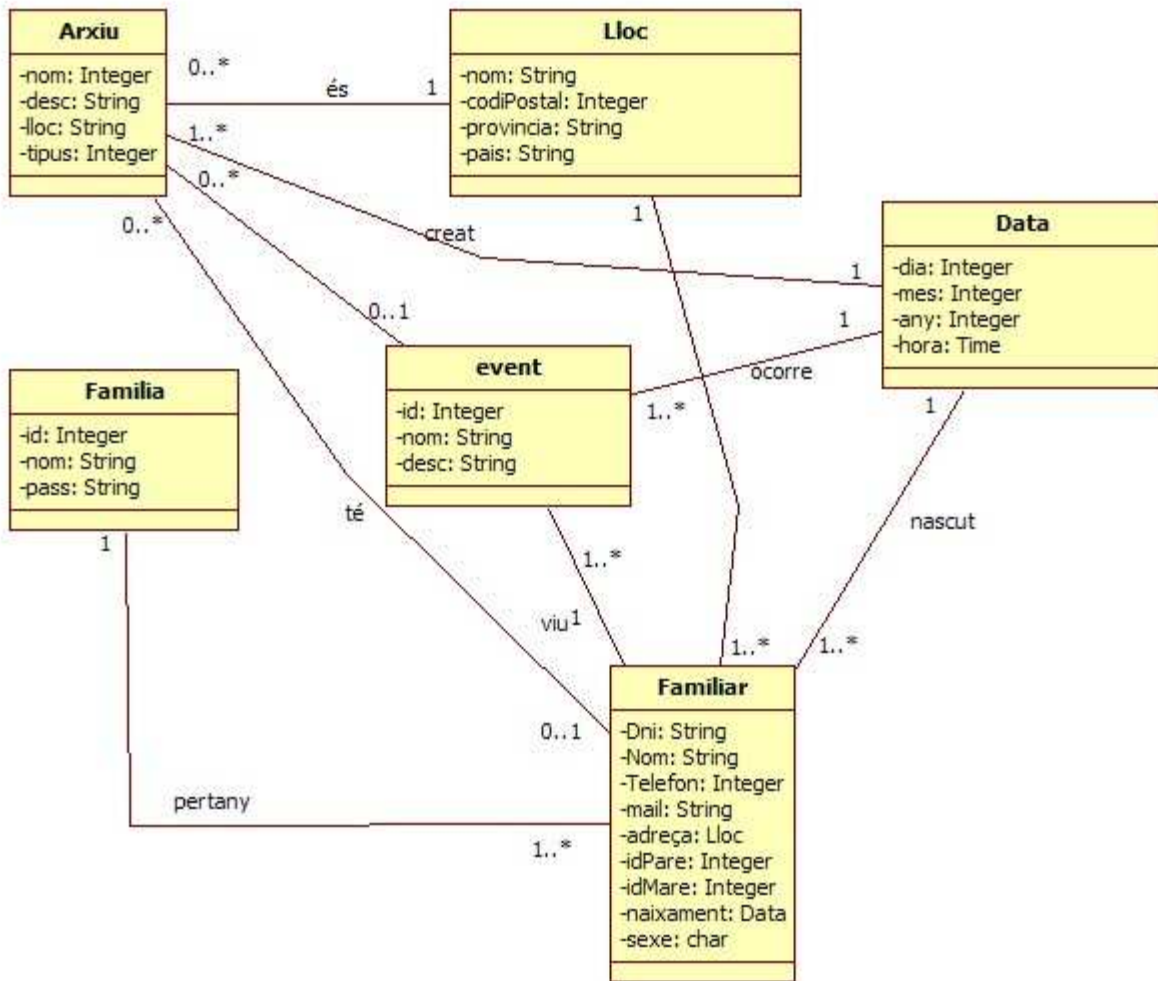 Arxiu
-nom: Integer
-desc: String
-lloc: String
-tipus: Integer
Lloc
-nom: String
-codiPostal: Integer
-provincia: String
-pais: String
0..*
és
1
1..*
0..*
0..*
creat
1
Data
-dia: Integer
-mes: Integer
-any: Integer
-hora: Time
1
1
0..1
event
-id: Integer
-nom: String
-desc: String
ocorre
1..*
1
Familia
-id: Integer
-nom: String
-pass: String
1
té
nascut
1..*
viu
1
1..*
1..*
0..1
Familiar
-Dni: String
-Nom: String
-Telefon: Integer
-mail: String
-adreça: Lloc
-idPare: Integer
-idMare: Integer
-naixament: Data
-sexe: char
pertany
1..*